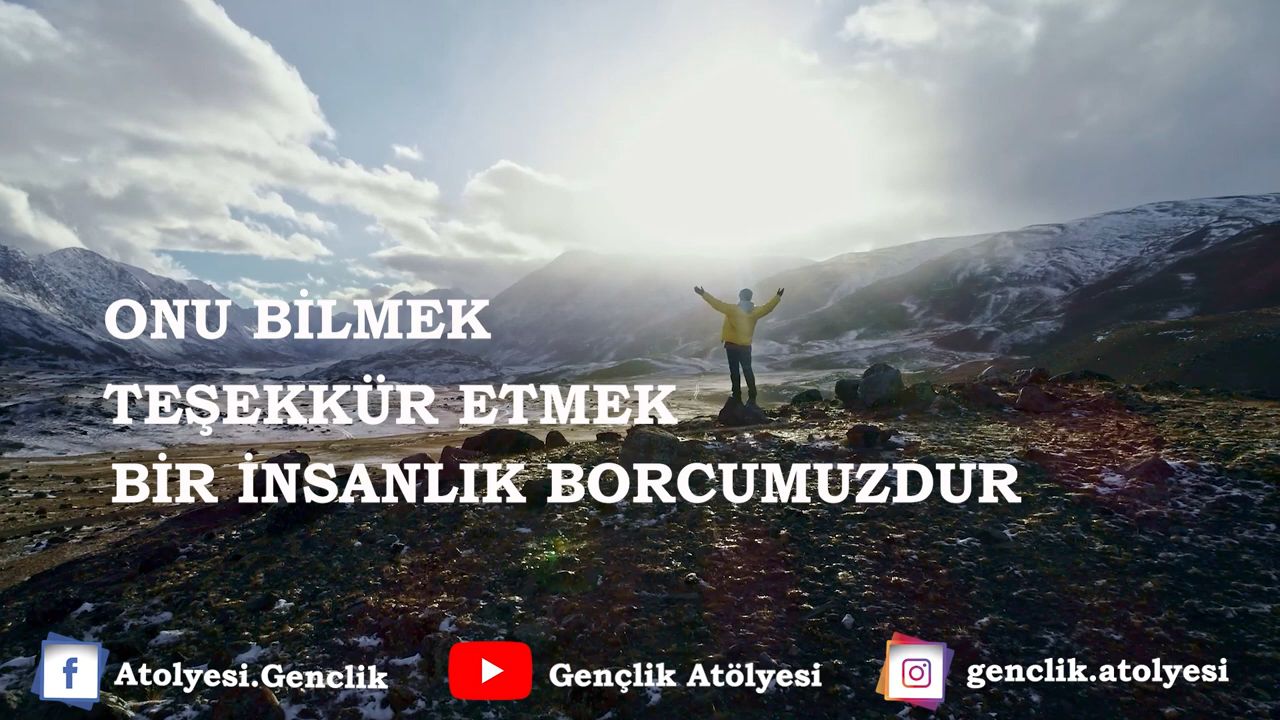 ONU BİLMEK
TEŞEKKÜR ETMEK
BİR İNSANLIK BORCUMUZDUR
Atolyesi.Genclik
Gençlik Atölyesi
genclik.atolyesi